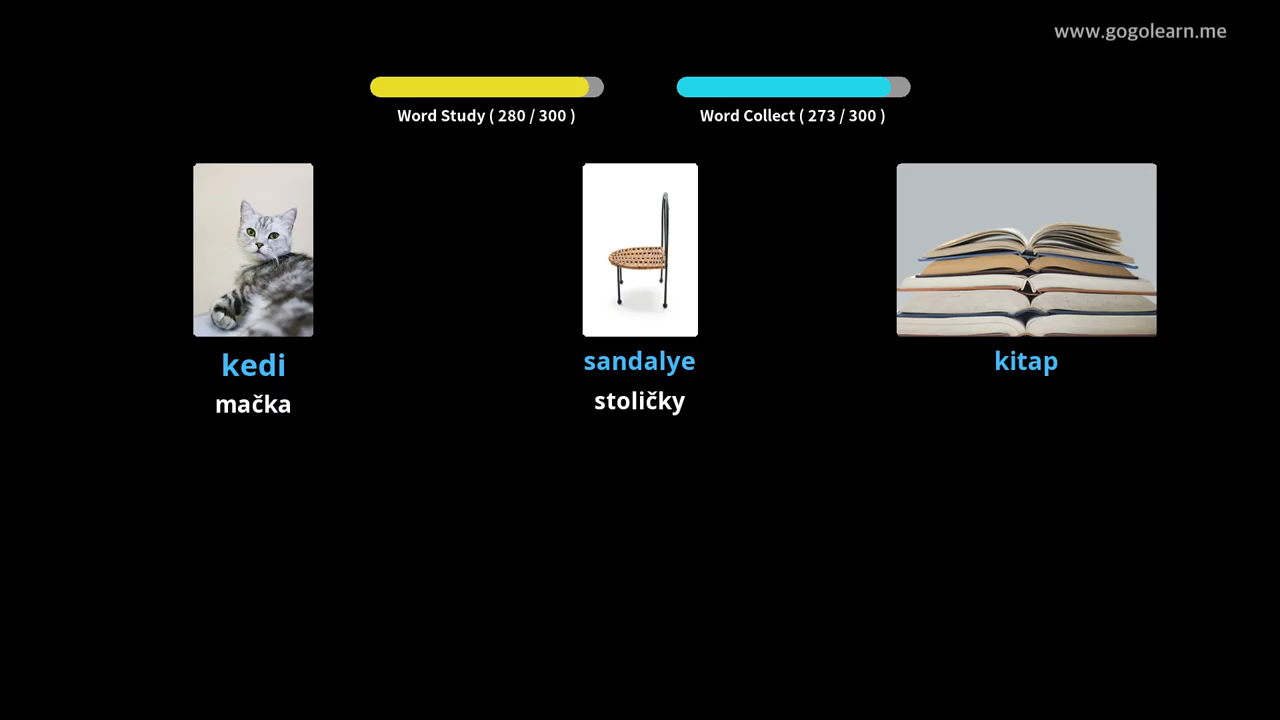 www.gogolearn.me
Word Study ( 280 / 300 )
Word Collect ( 273 / 300 )
kedi
mačka
sandalye
stoličky
kitap